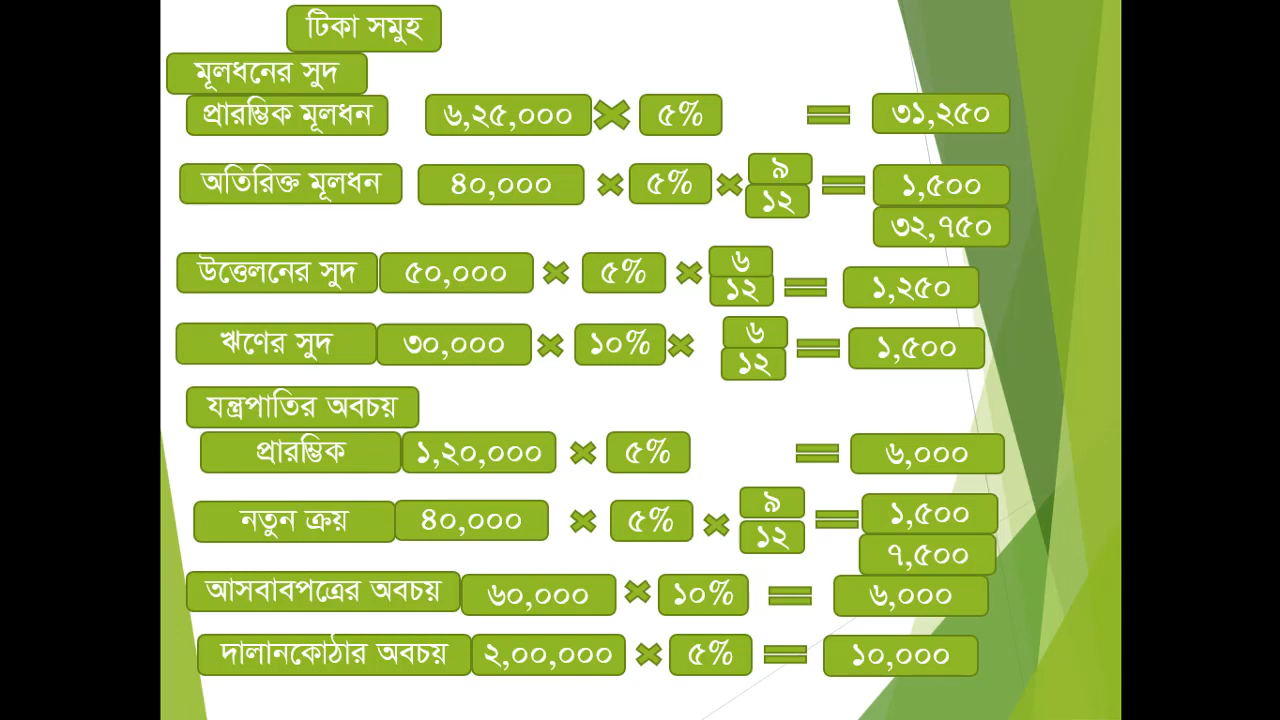 টিকা সমুহ
মূলধনের সুদ
প্রারম্ভিক মূলধন ৬,২৫,০০০ × ৫% = ৩১,২৫০
অতিরিক্ত মূলধন ৪০,০০০ × ৫% × ৯/১২ = ১,৫০০
৩২,৭৫০
উত্তেলনের সুদ ৫০,০০০ × ৫% × ৬/১২ = ১,২৫০
ঋণের সুদ ৩০,০০০ × ১০% × ৬/১২ = ১,৫০০
যন্ত্রপাতির অবচয়
প্রারম্ভিক ১,২০,০০০ × ৫% = ৬,০০০
নতুন ক্রয় ৪০,০০০ × ৫% × ৯/১২ = ১,৫০০
৭,৫০০
আসবাবপত্রের অবচয় ৬০,০০০ × ১০% = ৬,০০০
দালানকোঠার অবচয় ২,০০,০০০ × ৫% = ১০,০০০